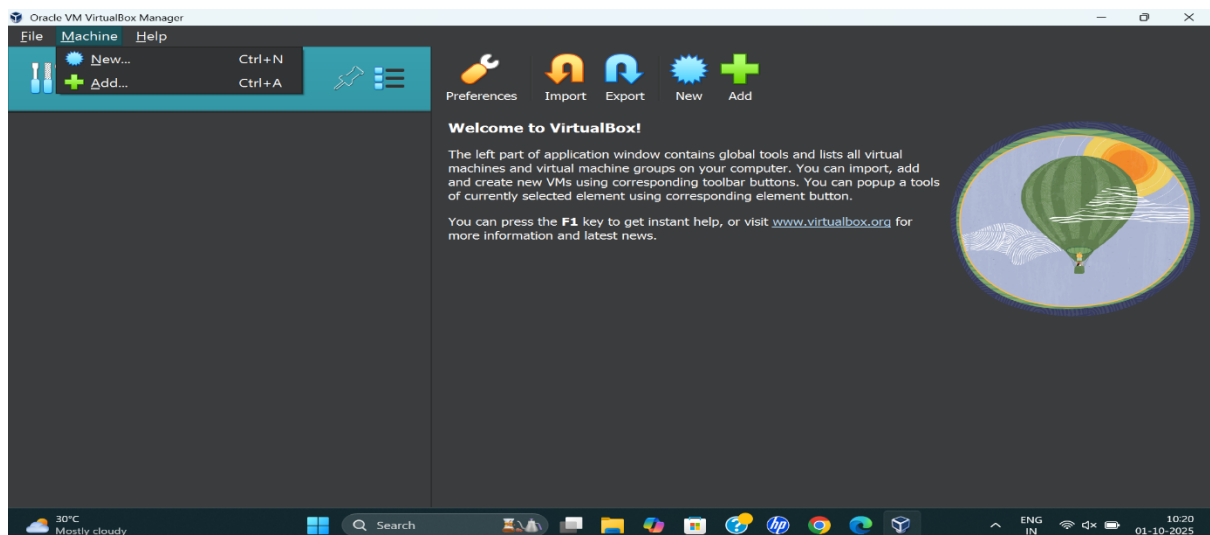 Oracle VM VirtualBox Manager
File Machine Help
New... Ctrl+N
Add... Ctrl+A
Preferences Import Export New Add
Welcome to VirtualBox!
The left part of application window contains global tools and lists all virtual
machines and virtual machine groups on your computer. You can import, add
and create new VMs using corresponding toolbar buttons. You can popup a tools
of currently selected element using corresponding element button.
You can press the F1 key to get instant help, or visit www.virtualbox.org for
more information and latest news.
30°C
Mostly cloudy
Search
hp
ENG
IN
10:20
01-10-2025